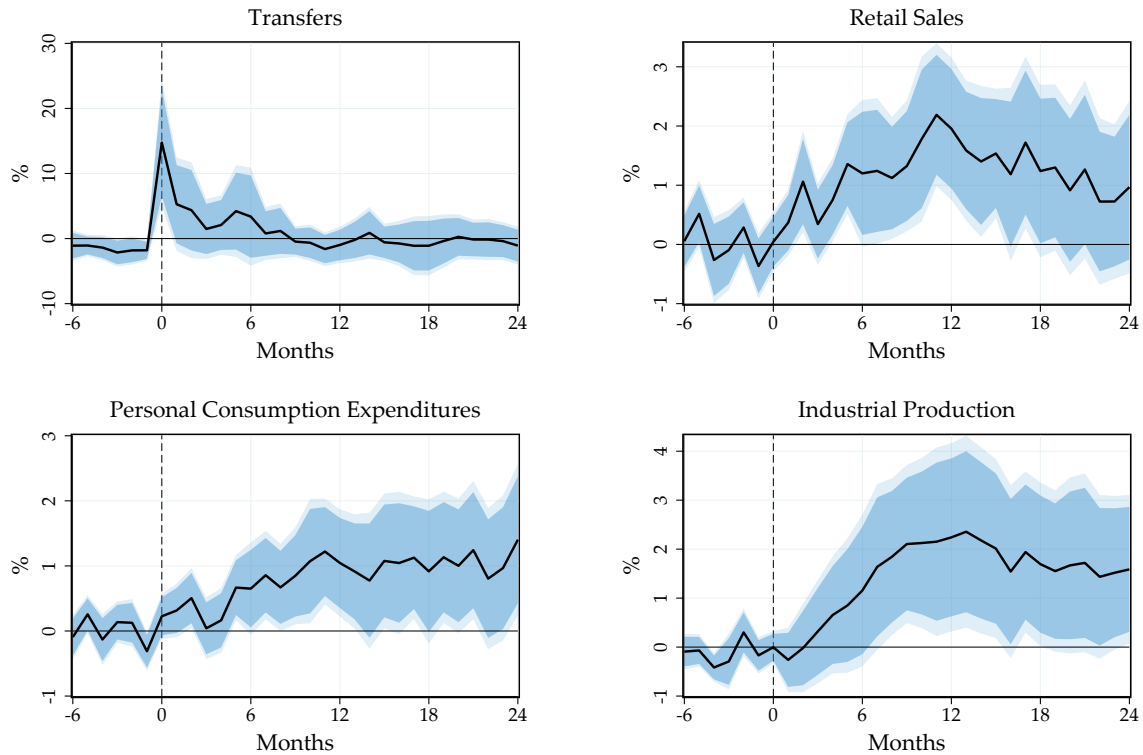 Transfers
30
20
10
0
-10
%
-6 0 6 12 18 24
Months
Retail Sales
3
2
1
0
-1
%
-6 0 6 12 18 24
Months
Personal Consumption Expenditures
3
2
1
0
-1
%
-6 0 6 12 18 24
Months
Industrial Production
4
3
2
1
0
-1
%
-6 0 6 12 18 24
Months